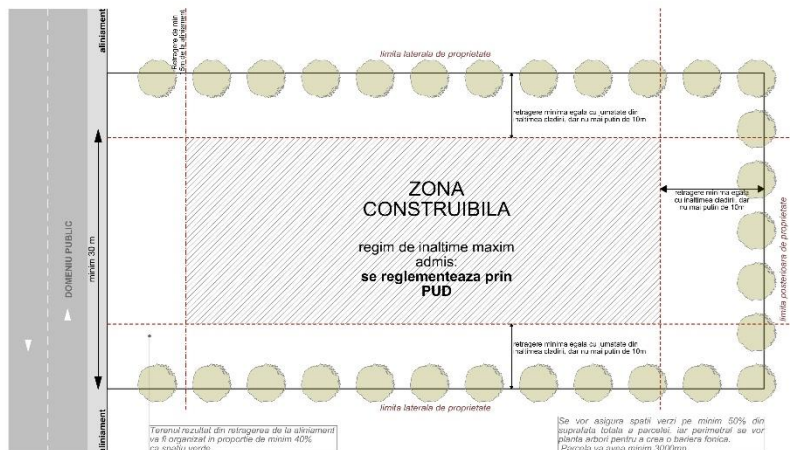 aliniament
Retragere de min
de la aliniament
limita laterala de proprietate
retragere minima egala cu jumatate din
inaltimea cladirii, dar nu mai putin de 10m
ZONA
CONSTRUIBILA
regim de inaltime maxim
admis:
se reglementeaza prin
PUD
retragere minima egala
cu inaltimea cladirii, dar
nu mai putin de 10m
limita posterioara de proprietate
DOMENIU PUBLIC
minim 30 m
retragere minima egala cu jumatate din
inaltimea cladirii, dar nu mai putin de 10m
limita laterala de proprietate
aliniament
Terenul rezultat din retragerea de la aliniament
va fi organizat in proportie de minim 40%
ca spatiu verde
Se vor asigura spatii verzi pe minim 50% din
suprafata totala a parcelei, iar perimetral se vor
planta arbori pentru a crea o bariera fonica.
Parcela va avea minim 3000mp